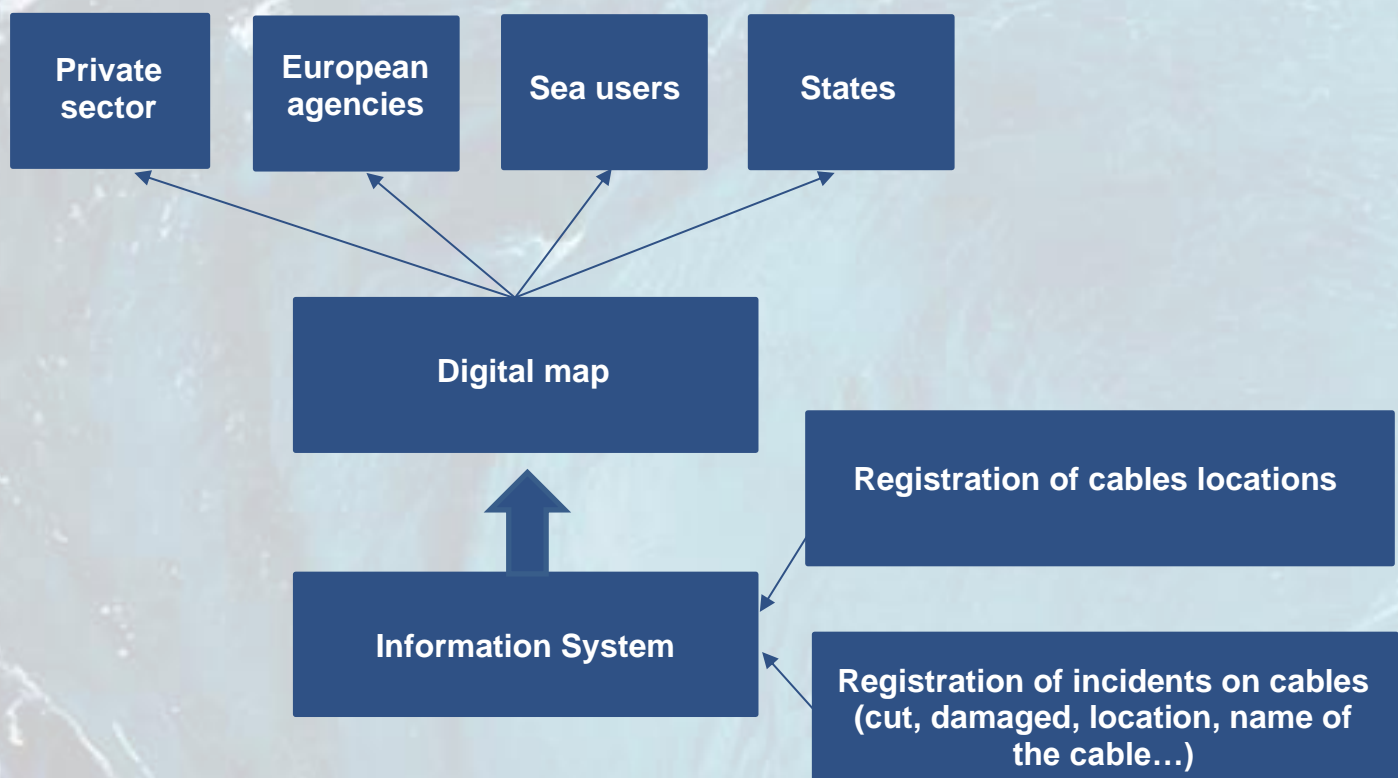 Private
sector
European
agencies
Sea users
States
Digital map
Registration of cables locations
Information System
Registration of incidents on cables
(cut, damaged, location, name of
the cable…)